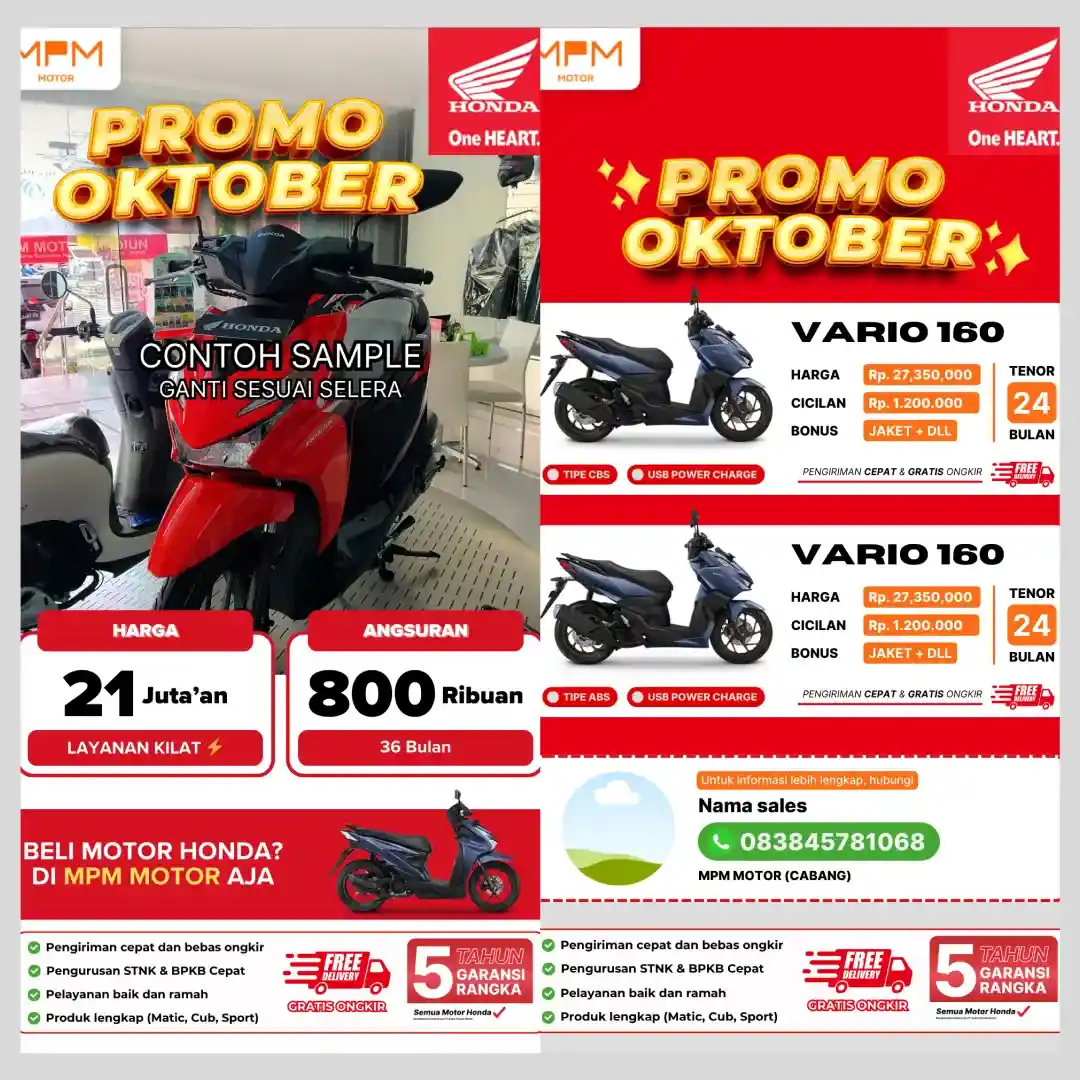 MPM
MOTOR
HONDA
One HEART.
PROMO
OKTOBER
HONDA
HONDA
CONTOH SAMPLE
GANTI SESUAI SELERA
HARGA
21 Juta'an
LAYANAN KILAT ⚡
ANGSURAN
800 Ribuan
36 Bulan
BELI MOTOR HONDA?
DI MPM MOTOR AJA
Pengiriman cepat dan bebas ongkir
Pengurusan STNK & BPKB Cepat
Pelayanan baik dan ramah
Produk lengkap (Matic, Cub, Sport)
FREE
DELIVERY
GRATIS ONGKIR
5 TAHUN
GARANSI
RANGKA
Semua Motor Honda
MPM
MOTOR
HONDA
One HEART.
PROMO
OKTOBER
VARIO 160
HARGA Rp. 27,350,000
CICILAN Rp. 1.200.000
BONUS JAKET + DLL
TENOR
24
BULAN
TIPE CBS
USB POWER CHARGE
PENGIRIMAN CEPAT & GRATIS ONGKIR
FREE
DELIVERY
VARIO 160
HARGA Rp. 27,350,000
CICILAN Rp. 1.200.000
BONUS JAKET + DLL
TENOR
24
BULAN
TIPE ABS
USB POWER CHARGE
PENGIRIMAN CEPAT & GRATIS ONGKIR
FREE
DELIVERY
Untuk informasi lebih lengkap, hubungi
Nama sales
083845781068
MPM MOTOR (CABANG)
Pengiriman cepat dan bebas ongkir
Pengurusan STNK & BPKB Cepat
Pelayanan baik dan ramah
Produk lengkap (Matic, Cub, Sport)
FREE
DELIVERY
GRATIS ONGKIR
5 TAHUN
GARANSI
RANGKA
Semua Motor Honda